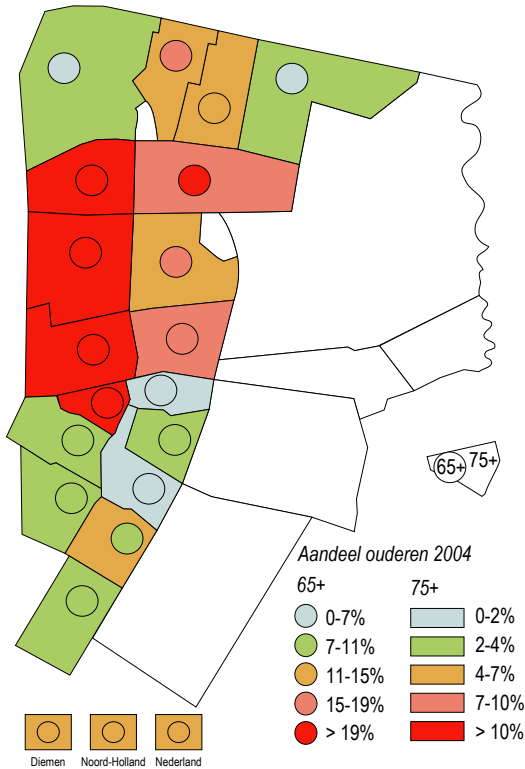 65+ 75+
Aandeel ouderen 2004
65+ 75+
0-7% 0-2%
7-11% 2-4%
11-15% 4-7%
15-19% 7-10%
> 19% > 10%
Diemen Noord-Holland Nederland